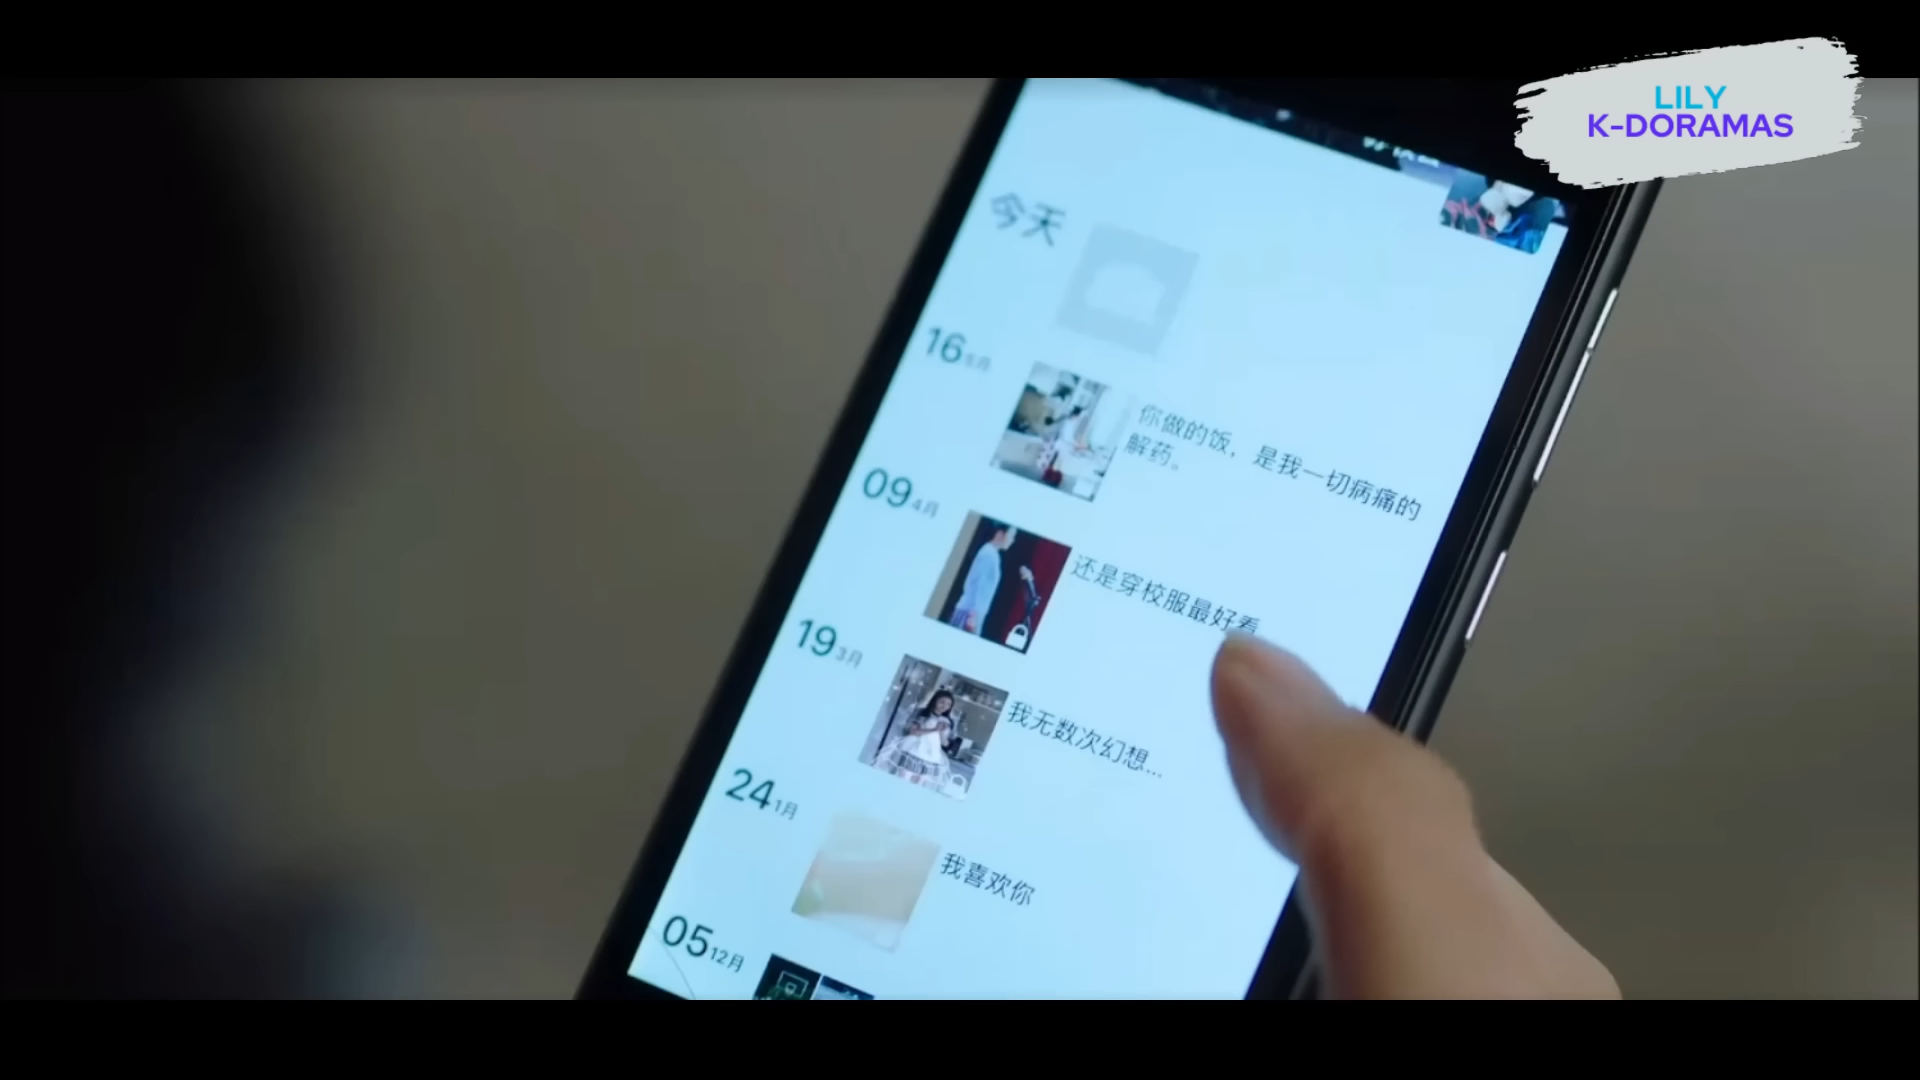 LILY
K-DORAMAS
今天
16
你做的饭，是我一切病痛的
解药。
09 4月
还是穿校服最好看
19 3月
我无数次幻想...
24 1月
我喜欢你
05 12月